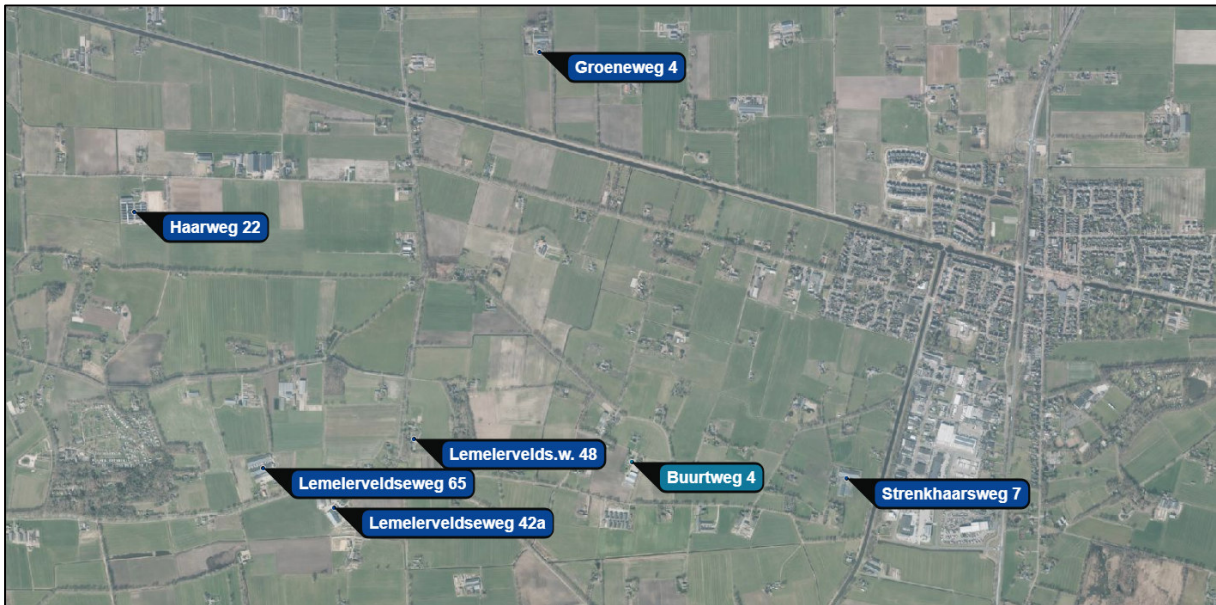 Groeneweg 4
Haarweg 22
Lemelervelds.w. 48
Lemelerveldseweg 65
Buurtweg 4
Strenkhaarsweg 7
Lemelerveldseweg 42a